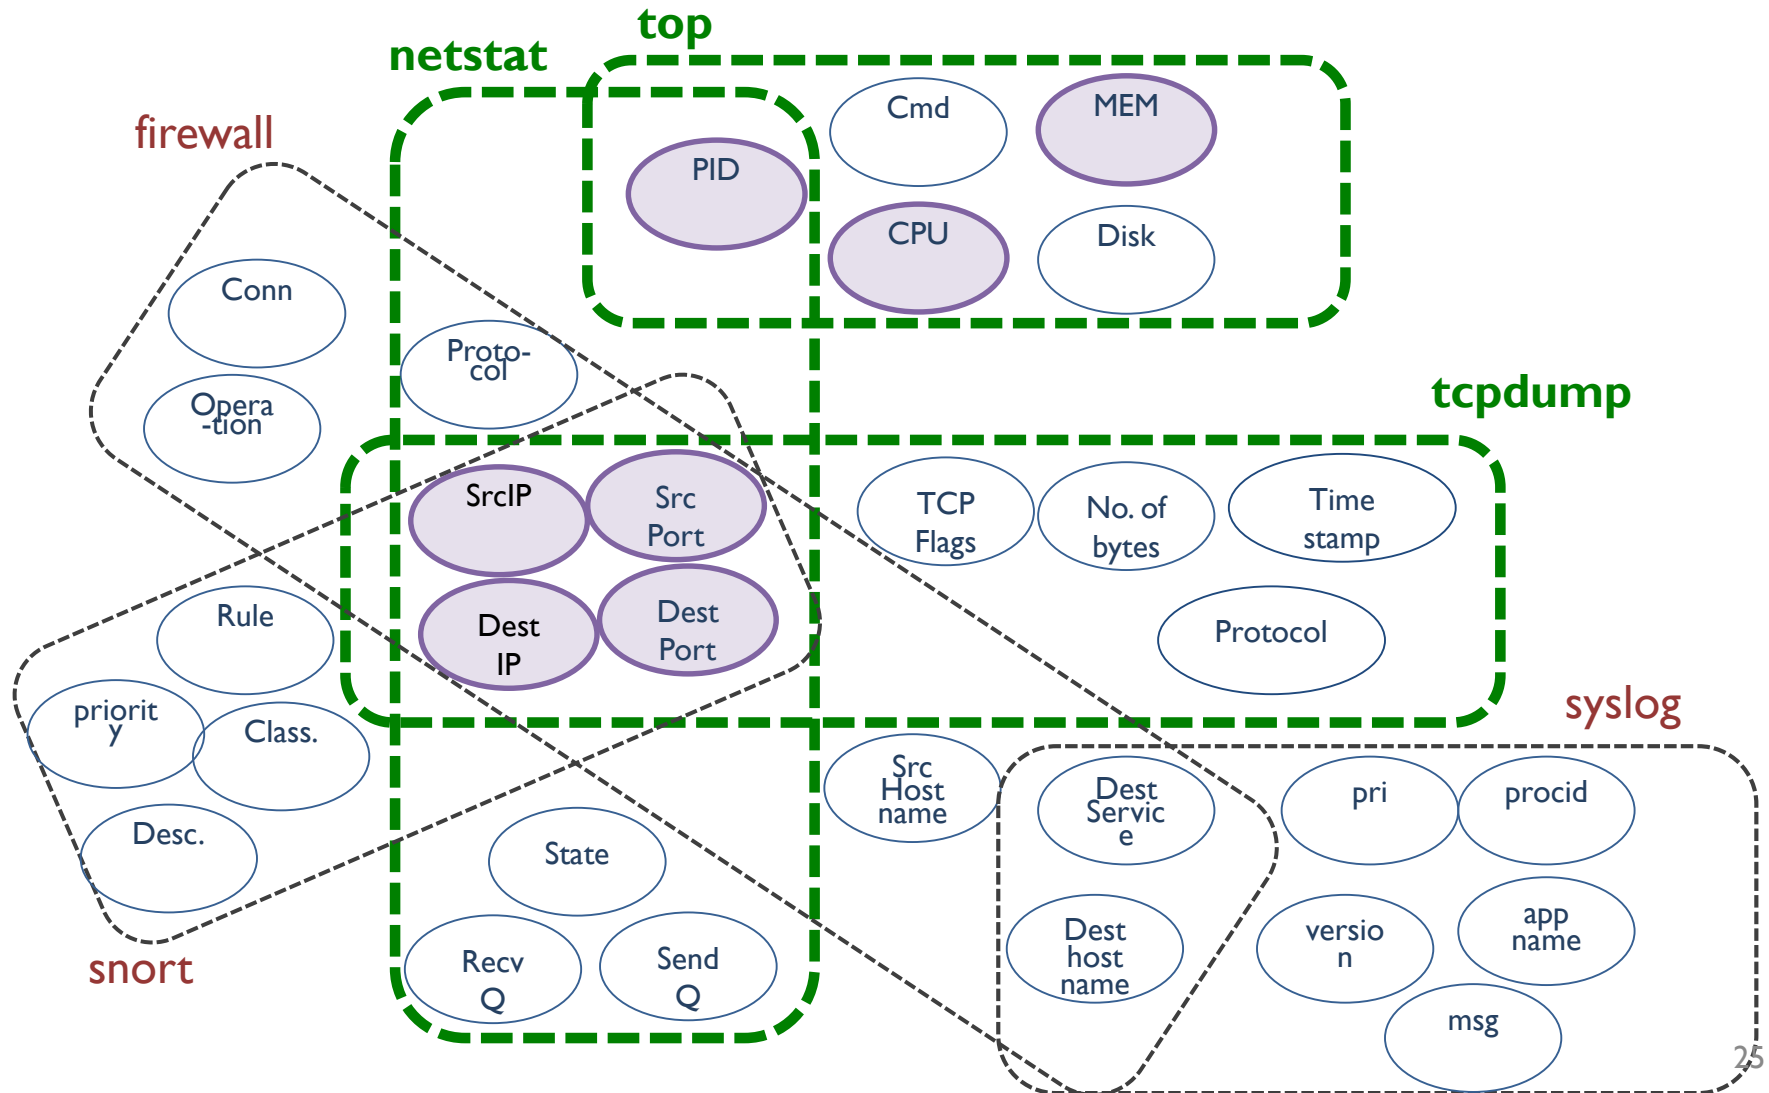 top
netstat
Cmd
MEM
firewall
PID
CPU
Disk
Conn
Proto-
col
Opera
-tion
tcpdump
SrcIP
Src
Port
TCP
Flags
No. of
bytes
Time
stamp
Dest
IP
Dest
Port
Protocol
Rule
priorit
y
Class.
syslog
Src
Host
name
Dest
Servic
e
pri
procid
Desc.
State
Dest
host
name
versio
n
app
name
snort
Recv
Q
Send
Q
msg
25